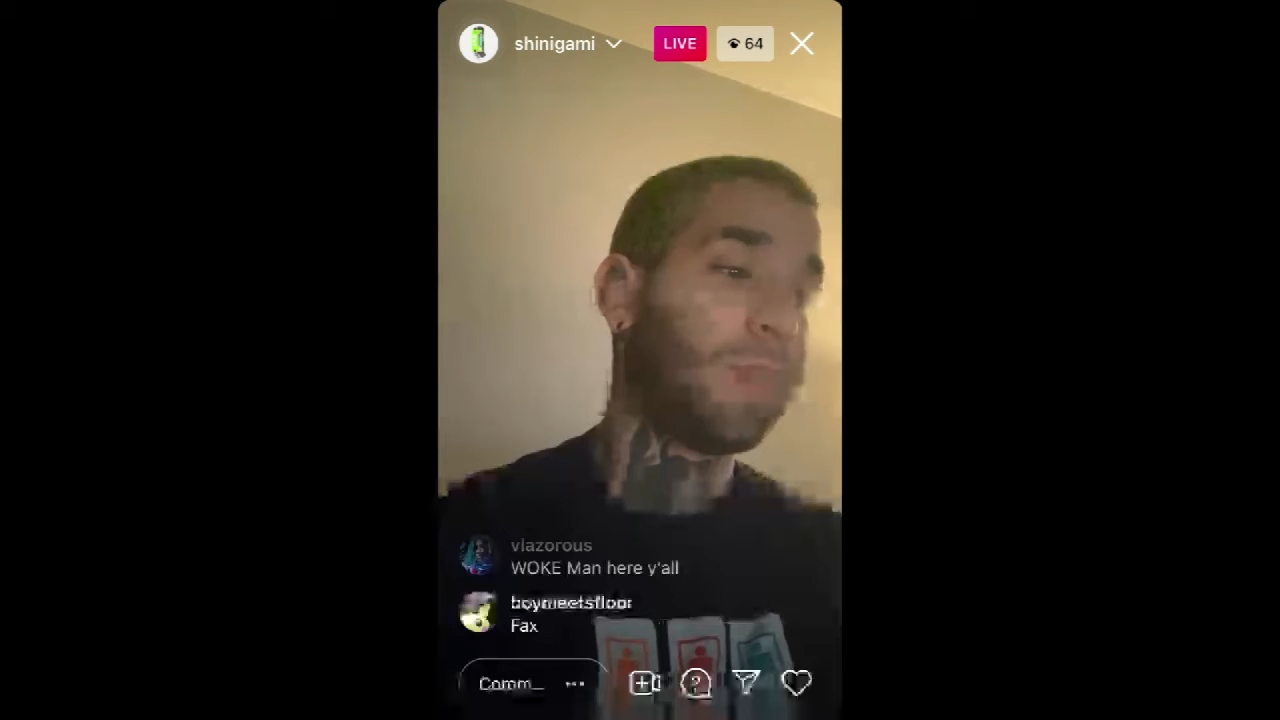 shinigami
LIVE
64
vlazorous
WOKE Man here y'all
boymeetsfloor
Fax
Comm